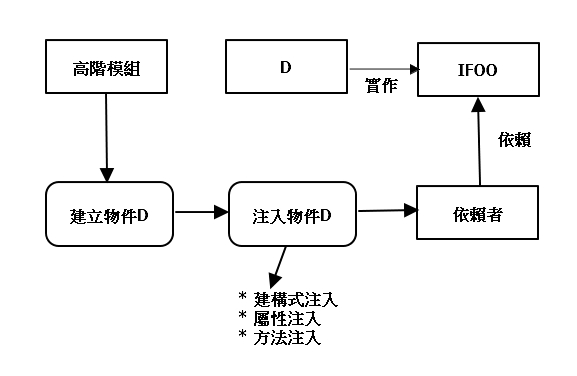 高階模組
D
實作
IFOO
依賴
建立物件D
注入物件D
依賴者
* 建構式注入
* 屬性注入
* 方法注入